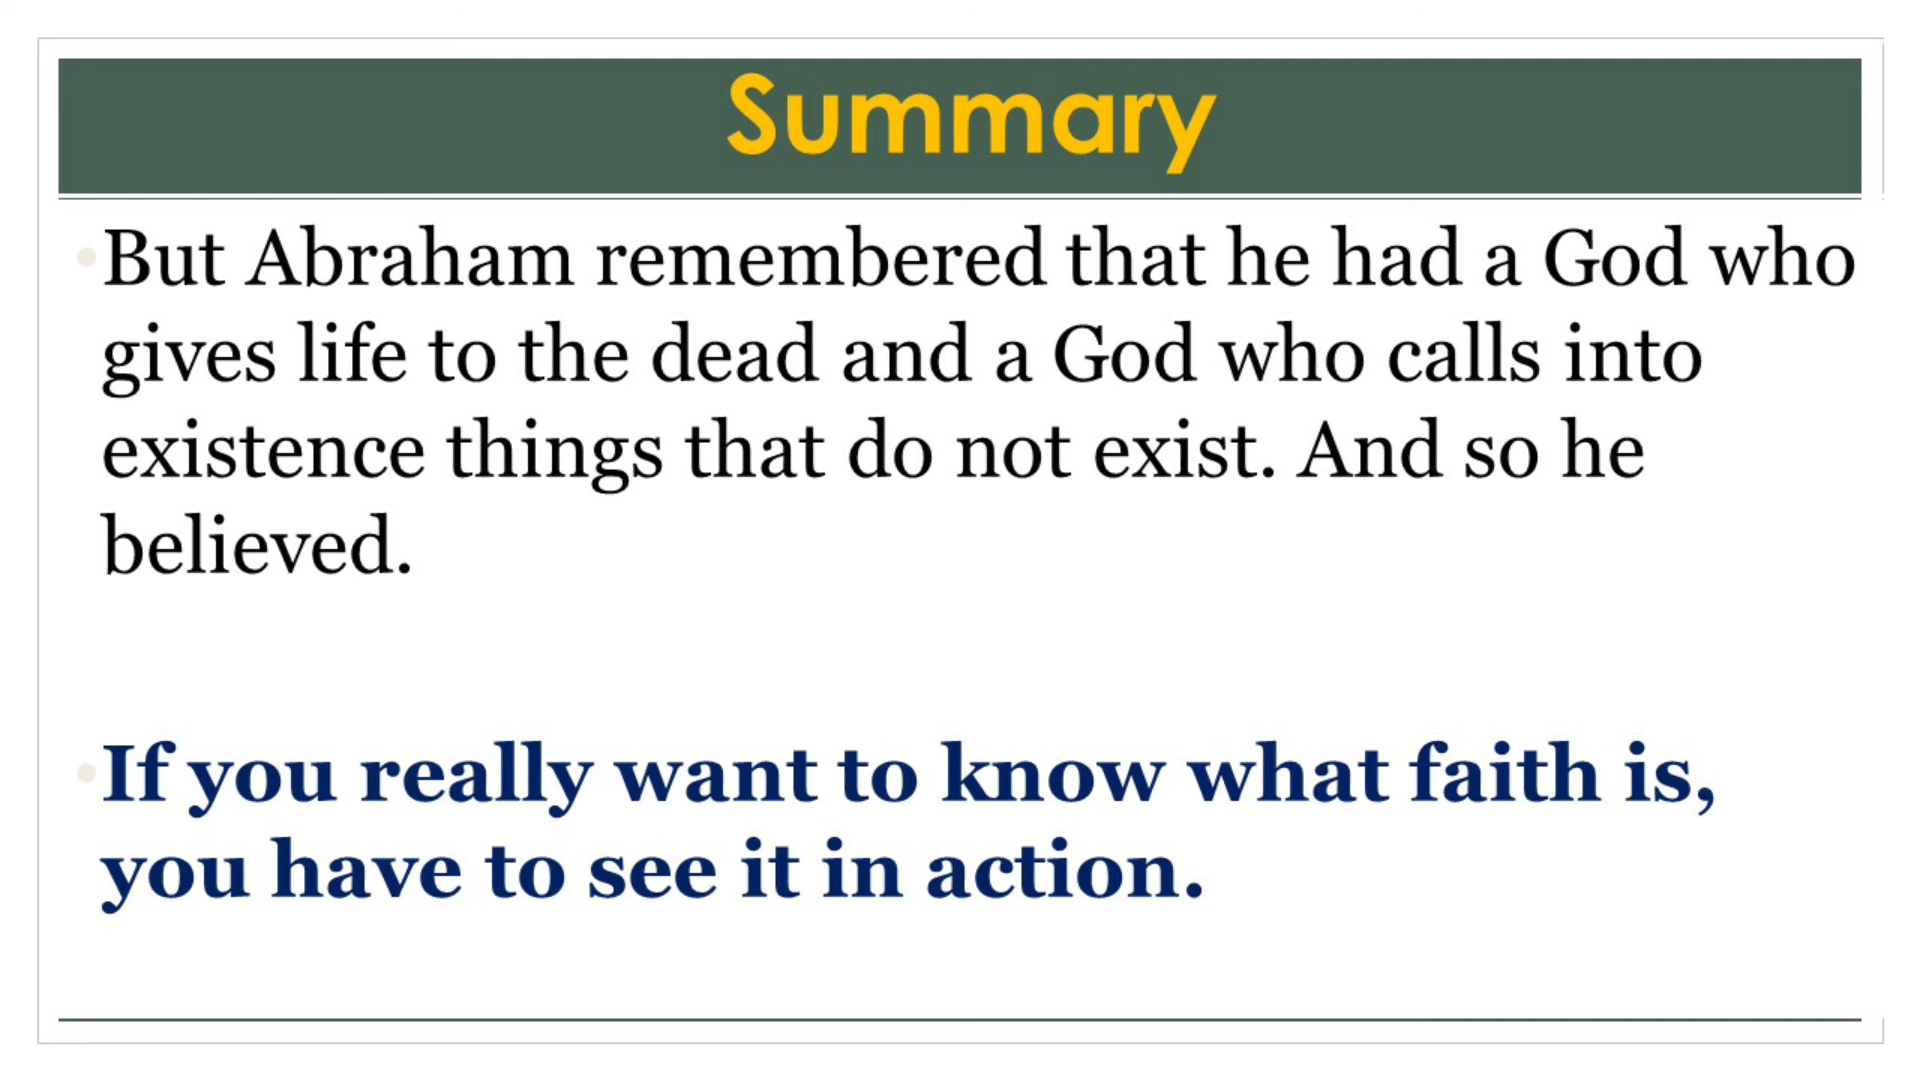 Summary
•But Abraham remembered that he had a God who
gives life to the dead and a God who calls into
existence things that do not exist. And so he
believed.
•If you really want to know what faith is,
you have to see it in action.